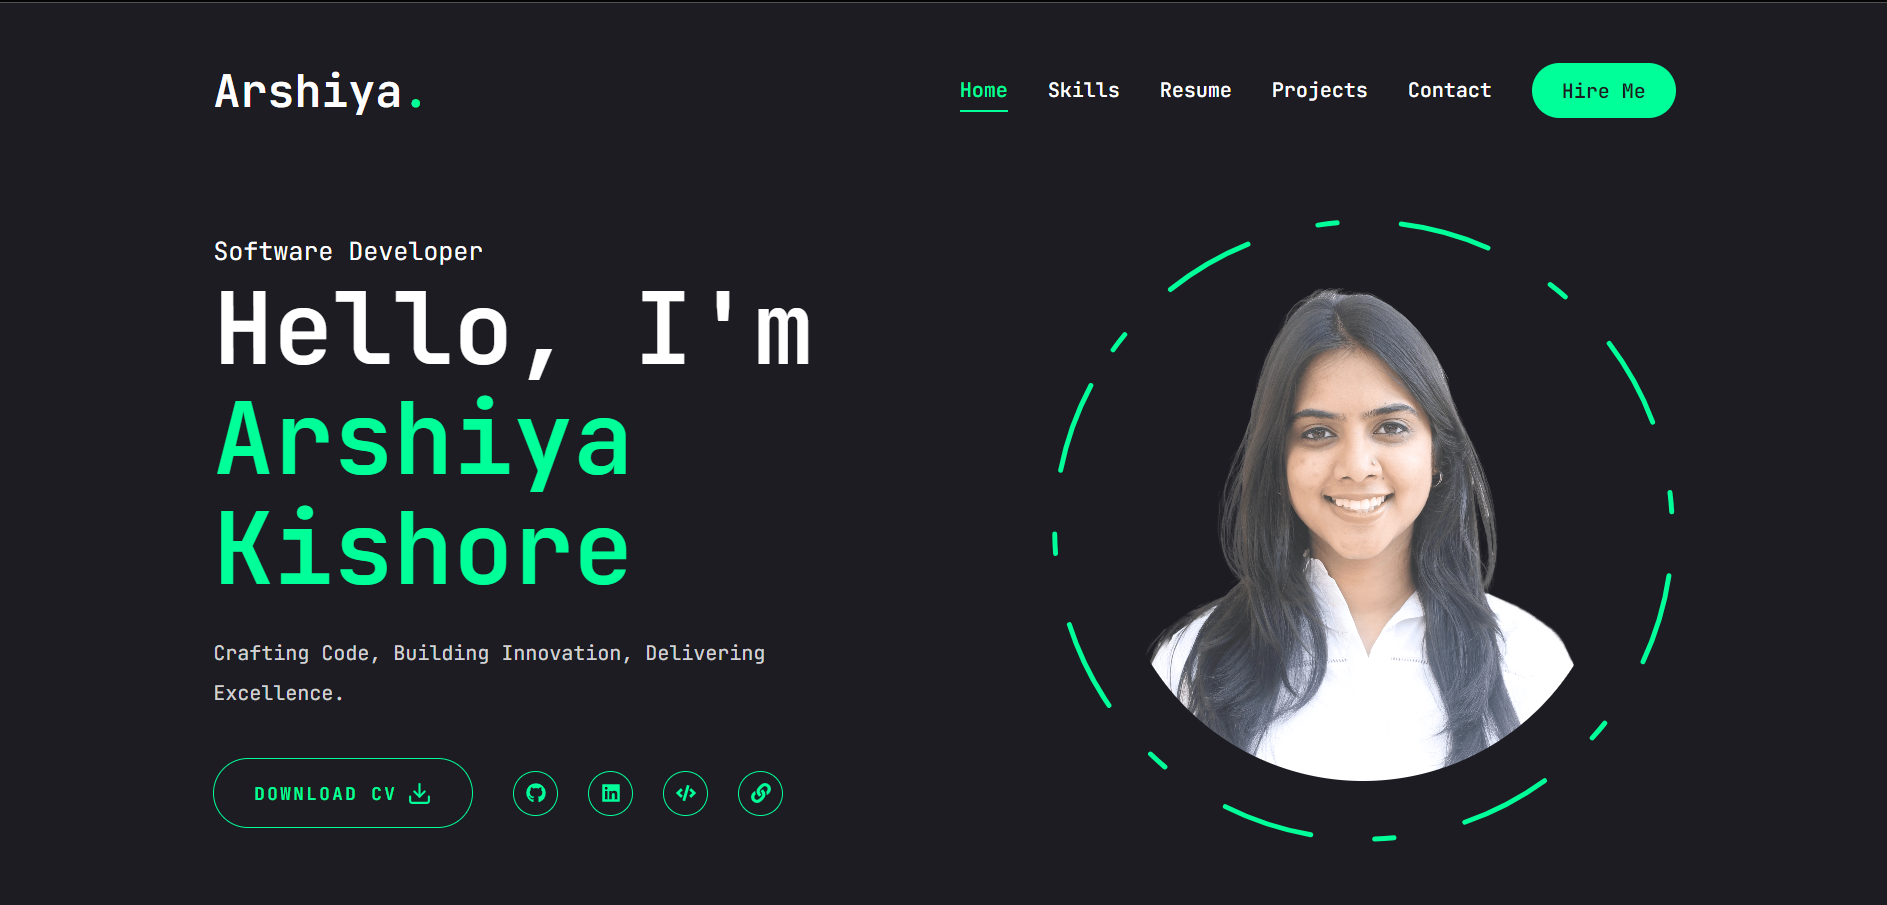 Arshiya.
Home Skills Resume Projects Contact Hire Me
Software Developer
Hello, I'm
Arshiya
Kishore
Crafting Code, Building Innovation, Delivering
Excellence.
DOWNLOAD CV
in